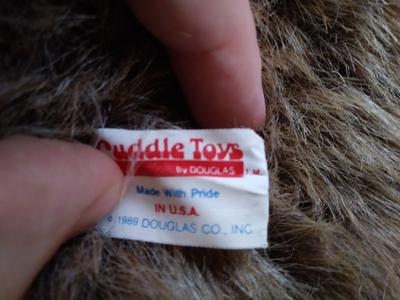 Cuddle Toys
by DOUGLAS T.M.
Made With Pride
IN U.S.A.
© 1989 DOUGLAS CO., INC.